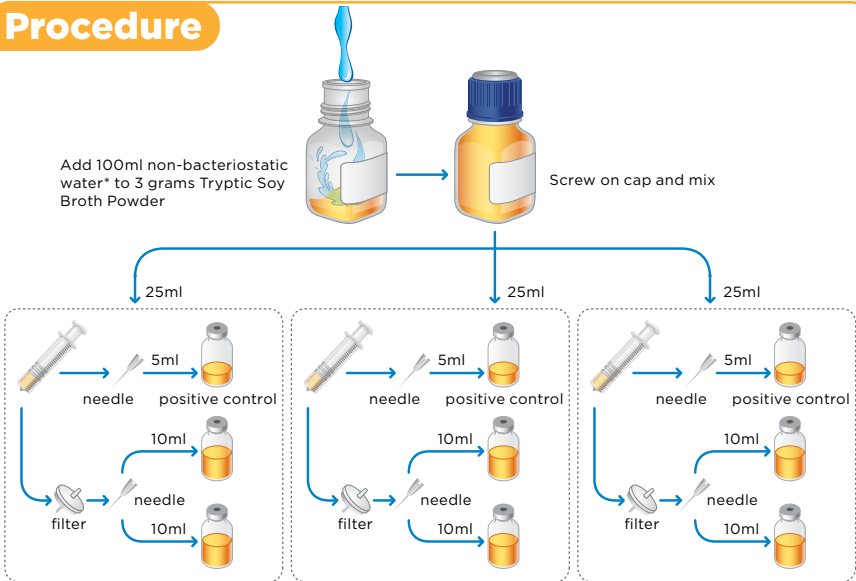 Procedure
Add 100ml non-bacteriostatic
water* to 3 grams Tryptic Soy
Broth Powder
Screw on cap and mix
25ml
25ml
25ml
5ml
needle
positive control
10ml
needle
filter
10ml
5ml
needle
positive control
10ml
needle
filter
10ml
5ml
needle
positive control
10ml
needle
filter
10ml